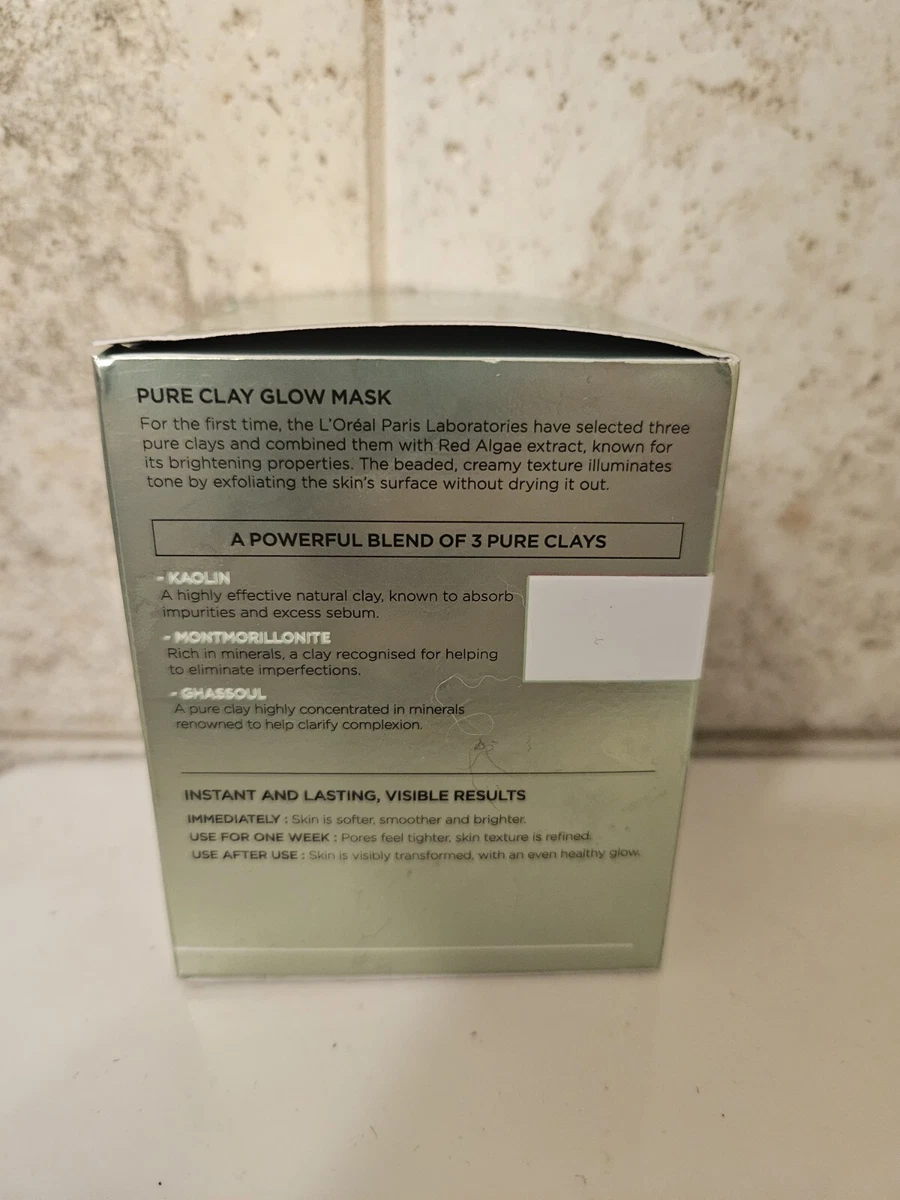 PURE CLAY GLOW MASK
For the first time, the L'Oréal Paris Laboratories have selected three
pure clays and combined them with Red Algae extract, known for
its brightening properties. The beaded, creamy texture illuminates
tone by exfoliating the skin's surface without drying it out.
A POWERFUL BLEND OF 3 PURE CLAYS
- KAOLIN
A highly effective natural clay, known to absorb
impurities and excess sebum.
- MONTMORILLONITE
Rich in minerals, a clay recognised for helping
to eliminate imperfections.
- GHASSOUL
A pure clay highly concentrated in minerals
renowned to help clarify complexion.
INSTANT AND LASTING, VISIBLE RESULTS
IMMEDIATELY : Skin is softer, smoother and brighter.
USE FOR ONE WEEK : Pores feel tighter, skin texture is refined.
USE AFTER USE : Skin is visibly transformed, with an even healthy glow.